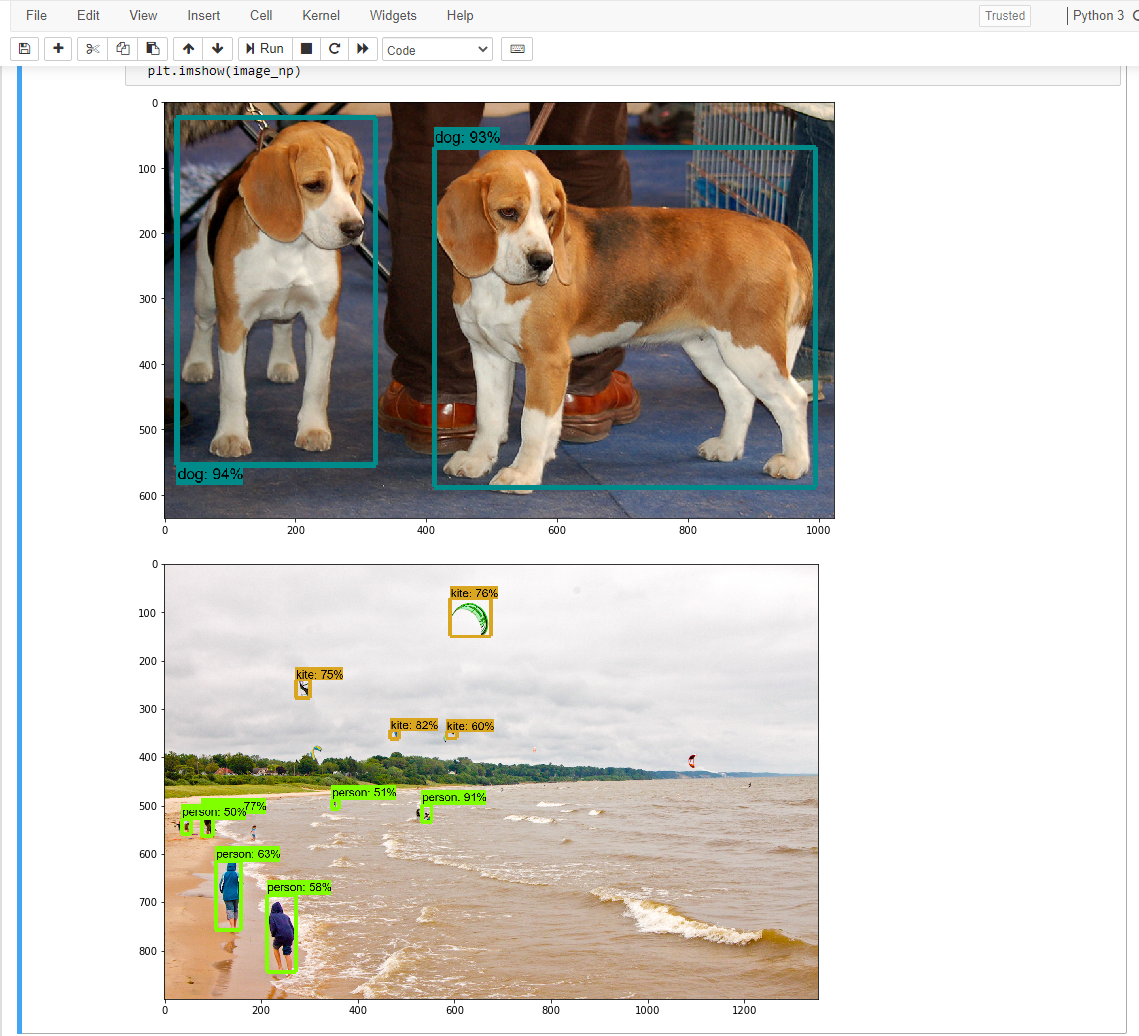 File Edit View Insert Cell Kernel Widgets Help Trusted Python 3
Run Code
plt.imshow(image_np)
0
100
200
300
400
500
600
0 200 400 600 800 1000
dog: 93%
dog: 94%
0
100
200
300
400
500
600
700
800
0 200 400 600 800 1000 1200
kite: 76%
kite: 75%
kite: 82% kite: 60%
person: 51%
person: 91%
77%
person: 50%
person: 63%
person: 58%